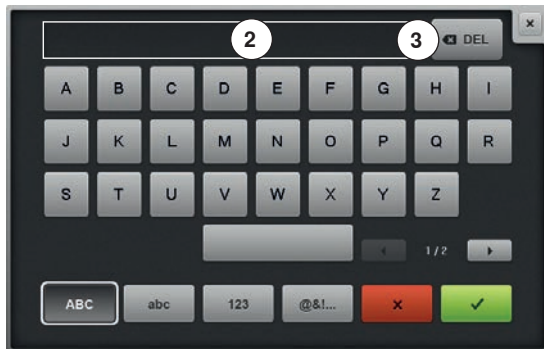 2 3 DEL ×
A B C D E F G H I
J K L M N O P Q R
S T U V W X Y Z
1/2
ABC abc 123 @&!...